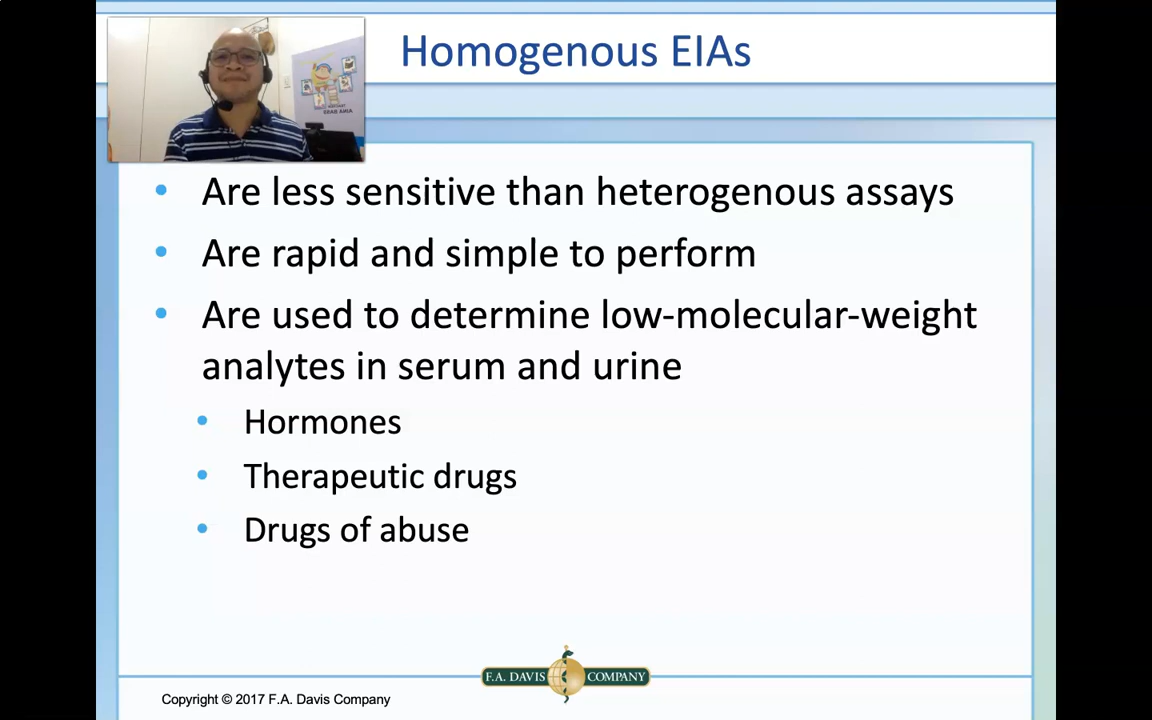 Homogenous EIAs
• Are less sensitive than heterogenous assays
• Are rapid and simple to perform
• Are used to determine low-molecular-weight
analytes in serum and urine
• Hormones
• Therapeutic drugs
• Drugs of abuse
F.A. DAVIS COMPANY
Copyright © 2017 F.A. Davis Company